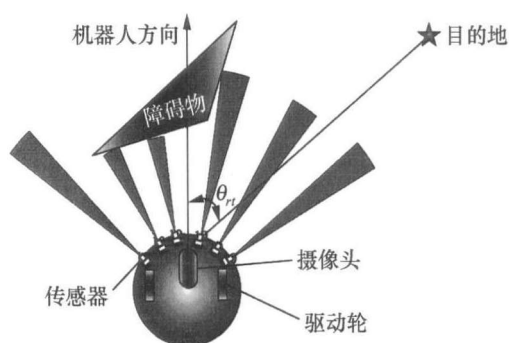 机器人方向
目的地
障碍物
θrt
摄像头
传感器
驱动轮